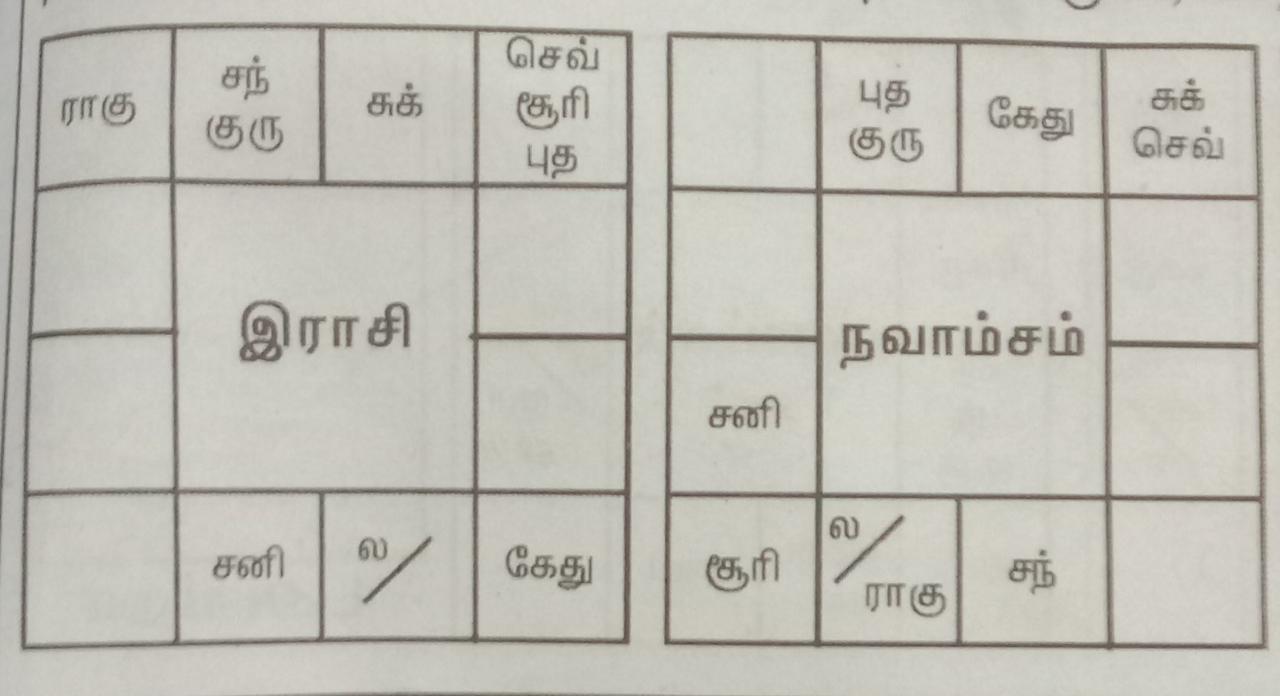 ராகு
சந்
குரு
சுக்
செவ்
சூரி
புத
இராசி
சனி
ல/
கேது
புத
குரு
கேது
சுக்
செவ்
நவாம்சம்
சனி
சூரி
ல/
ராகு
சந்